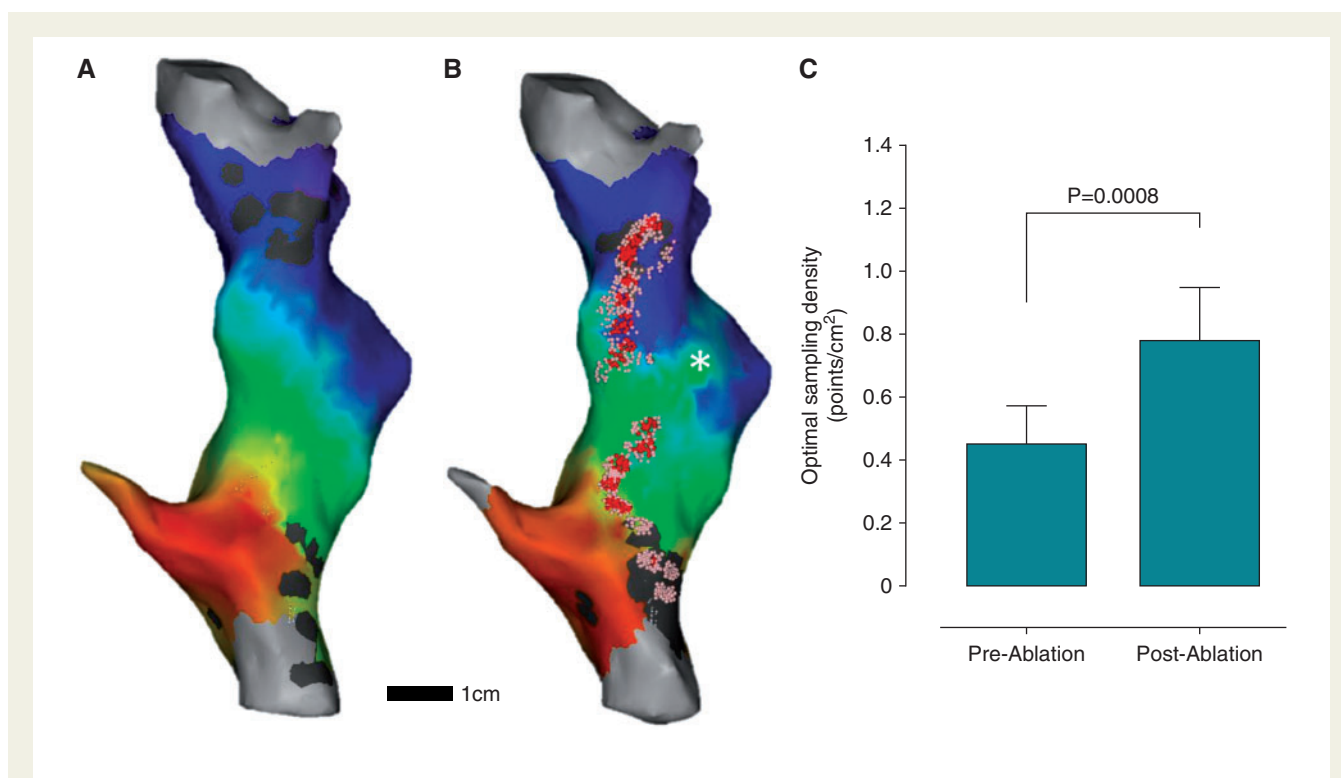 A
B
C
*
1cm
Optimal sampling density
(points/cm²)
1.4
1.2
1.0
0.8
0.6
0.4
0.2
0
P=0.0008
Pre-Ablation
Post-Ablation